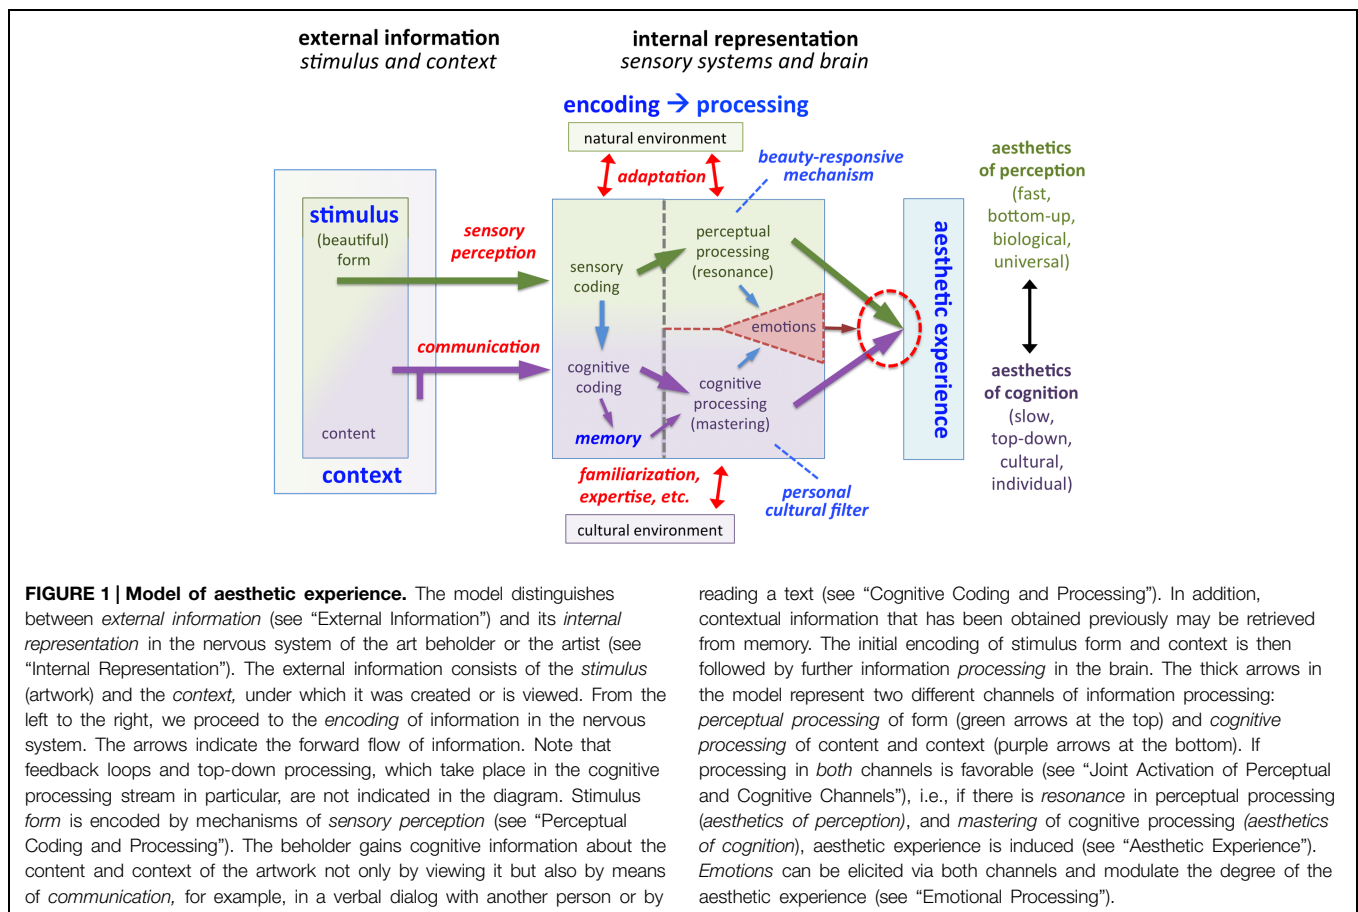 external information
stimulus and context
internal representation
sensory systems and brain
encoding → processing
natural environment
adaptation
beauty-responsive
mechanism
stimulus
(beautiful)
form
content
context
sensory
perception
communication
sensory
coding
cognitive
coding
memory
perceptual
processing
(resonance)
emotions
cognitive
processing
(mastering)
familiarization,
expertise, etc.
cultural environment
personal
cultural filter
aesthetic experience
aesthetics
of perception
(fast,
bottom-up,
biological,
universal)
aesthetics
of cognition
(slow,
top-down,
cultural,
individual)
FIGURE 1 | Model of aesthetic experience. The model distinguishes
between external information (see “External Information”) and its internal
representation in the nervous system of the art beholder or the artist (see
“Internal Representation”). The external information consists of the stimulus
(artwork) and the context, under which it was created or is viewed. From the
left to the right, we proceed to the encoding of information in the nervous
system. The arrows indicate the forward flow of information. Note that
feedback loops and top-down processing, which take place in the cognitive
processing stream in particular, are not indicated in the diagram. Stimulus
form is encoded by mechanisms of sensory perception (see “Perceptual
Coding and Processing”). The beholder gains cognitive information about the
content and context of the artwork not only by viewing it but also by means
of communication, for example, in a verbal dialog with another person or by
reading a text (see “Cognitive Coding and Processing”). In addition,
contextual information that has been obtained previously may be retrieved
from memory. The initial encoding of stimulus form and context is then
followed by further information processing in the brain. The thick arrows in
the model represent two different channels of information processing:
perceptual processing of form (green arrows at the top) and cognitive
processing of content and context (purple arrows at the bottom). If
processing in both channels is favorable (see “Joint Activation of Perceptual
and Cognitive Channels”), i.e., if there is resonance in perceptual processing
(aesthetics of perception), and mastering of cognitive processing (aesthetics
of cognition), aesthetic experience is induced (see “Aesthetic Experience”).
Emotions can be elicited via both channels and modulate the degree of the
aesthetic experience (see “Emotional Processing”).